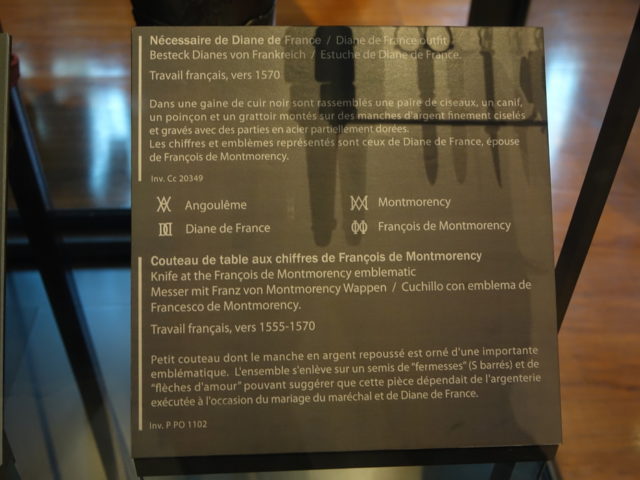 Nécessaire de Diane de France / Diane de France outfit
Besteck Dianes von Frankreich / Estuche de Diane de France.
Travail français, vers 1570
Dans une gaine de cuir noir sont rassemblés une paire de ciseaux, un canif,
un poinçon et un grattoir montés sur des manches d'argent finement ciselés
et gravés avec des parties en acier partiellement dorées.
Les chiffres et emblèmes représentés sont ceux de Diane de France, épouse
de François de Montmorency.
Inv. Cc 20349
Angoulême Montmorency
Diane de France François de Montmorency
Couteau de table aux chiffres de François de Montmorency
Knife at the François de Montmorency emblematic
Messer mit Franz von Montmorency Wappen / Cuchillo con emblema de
Francesco de Montmorency.
Travail français, vers 1555-1570
Petit couteau dont le manche en argent repoussé est orné d'une importante
emblématique. L'ensemble s'enlève sur un semis de "fermesses" (S barrés) et de
"flèches d'amour" pouvant suggérer que cette pièce dépendait de l'argenterie
exécutée à l'occasion du mariage du maréchal et de Diane de France.
Inv. P PO 1102